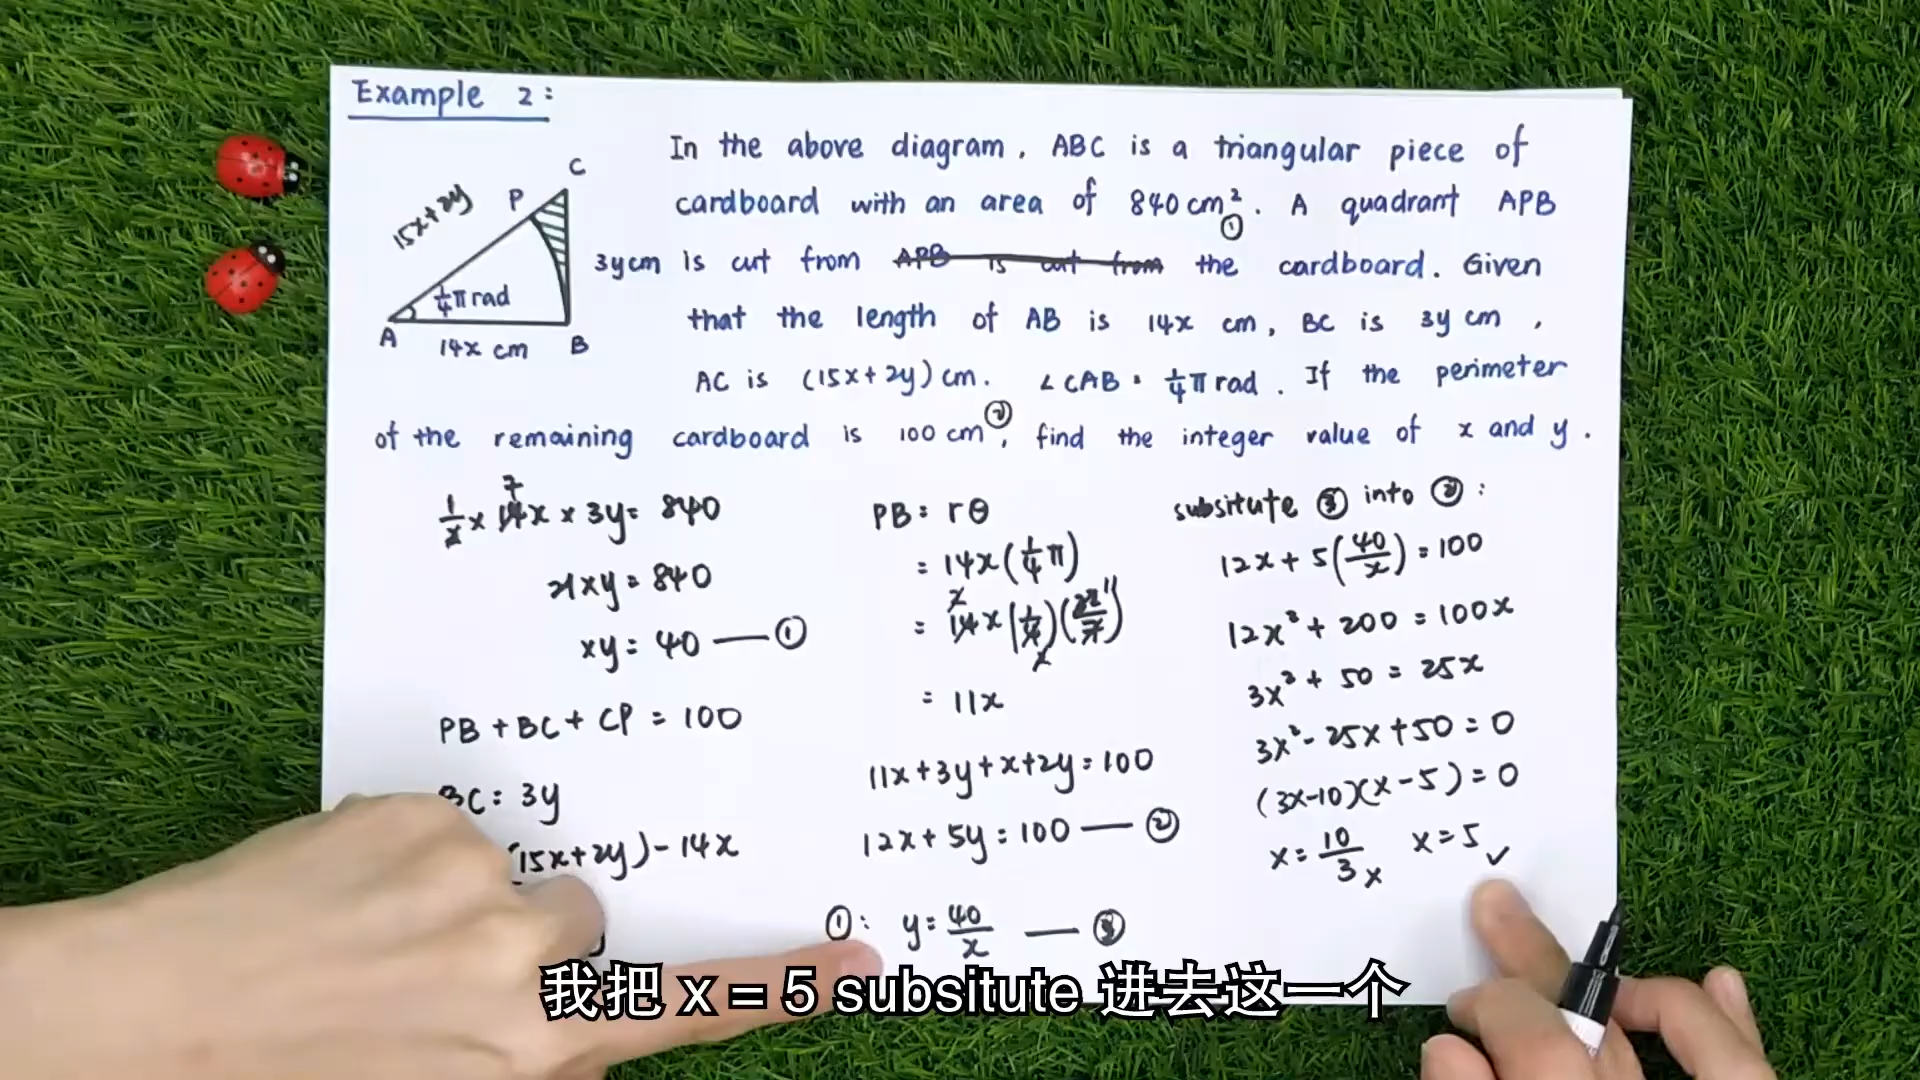 Example 2:
C
P
15x+2y
3y cm
¼π rad
A
14x cm
B
In the above diagram, ABC is a triangular piece of
cardboard with an area of 840 cm². A quadrant APB
①
is cut from APB is cut from the cardboard. Given
that the length of AB is 14x cm, BC is 3y cm,
AC is (15x+2y) cm. ∠CAB = ¼π rad. If the perimeter
of the remaining cardboard is 100 cm ②, find the integer value of x and y.
1/2 × 14x × 3y = 840
7
21xy = 840
xy = 40 — ①
PB + BC + CP = 100
BC = 3y
(15x+2y) - 14x
PB = rθ
= 14x(¼π)
= 14x(1/4)(22/7)
= 11x
11x+3y+x+2y = 100
12x + 5y = 100 — ②
①: y = 40/x — ③
subsitute ③ into ②:
12x + 5(40/x) = 100
12x² + 200 = 100x
3x² + 50 = 25x
3x² - 25x + 50 = 0
(3x-10)(x-5) = 0
x = 10/3 x x = 5 ✓
我把 x = 5 subsitute 进去这一个